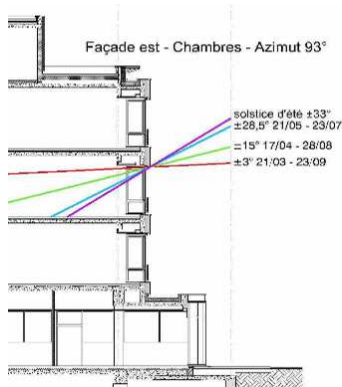 Façade est - Chambres - Azimut 93°
solstice d'été ±33°
±28,5° 21/05 - 23/07
±15° 17/04 - 28/08
±3° 21/03 - 23/09